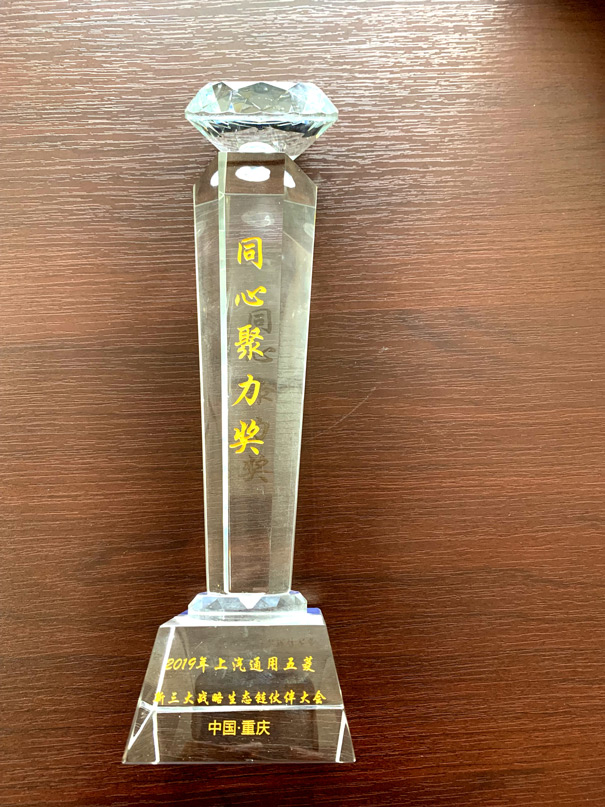 同心聚力奖
2019年上汽通用五菱
新三大战略生态链伙伴大会
中国·重庆